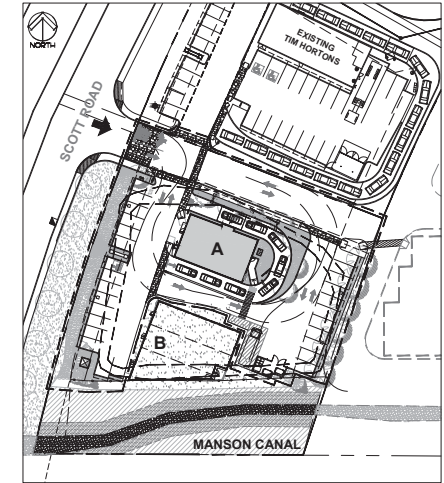 NORTH
EXISTING
TIM HORTONS
SCOTT ROAD
A
B
MANSON CANAL